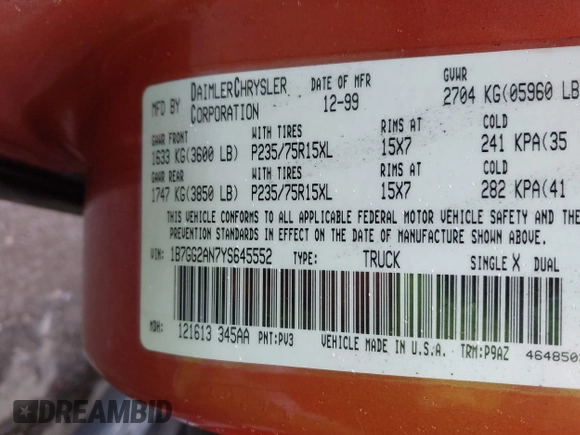 MFD BY DAIMLERCHRYSLER CORPORATION DATE OF MFR 12-99 GVWR 2704 KG(05960 LB
GAWR FRONT WITH TIRES RIMS AT COLD
1633 KG(3600 LB) P235/75R15XL 15X7 241 KPA(35
GAWR REAR WITH TIRES RIMS AT COLD
1747 KG(3850 LB) P235/75R15XL 15X7 282 KPA(41
THIS VEHICLE CONFORMS TO ALL APPLICABLE FEDERAL MOTOR VEHICLE SAFETY AND THE
PREVENTION STANDARDS IN EFFECT ON THE DATE OF MANUFACTURE SHOWN ABOVE.
VIN: 1B7GG2AN7YS645552 TYPE: TRUCK SINGLE X DUAL
MDH: 121613 345AA PNT:PV3 VEHICLE MADE IN U.S.A. TRM:P9AZ 464850
DREAMBID